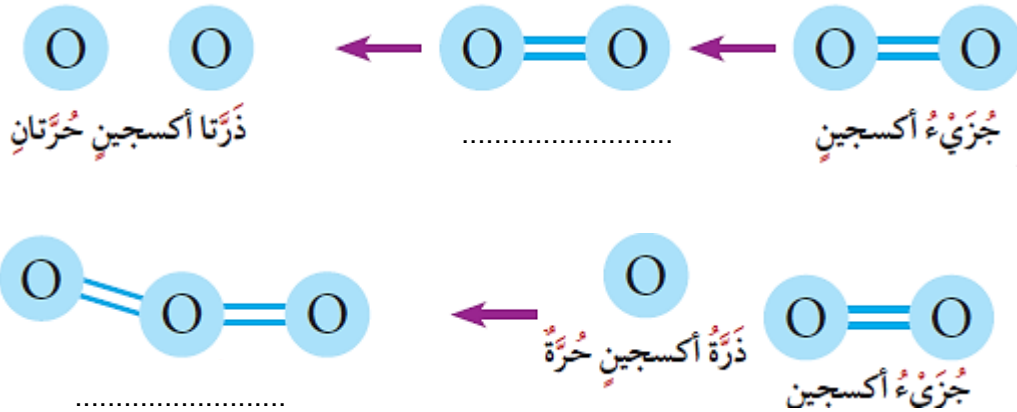 O O O O O O
جُزَيْءُ أكسجينٍ ......................... ذَرَّتا أكسجينٍ حُرَّتانِ
O O O O O O
ذَرَّةُ أكسجينٍ حُرَّةٌ
جُزَيْءُ أكسجين .........................